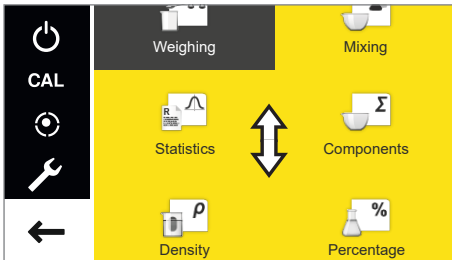 Weighing
Mixing
CAL
R
Σ
Statistics
Components
ρ
%
Density
Percentage